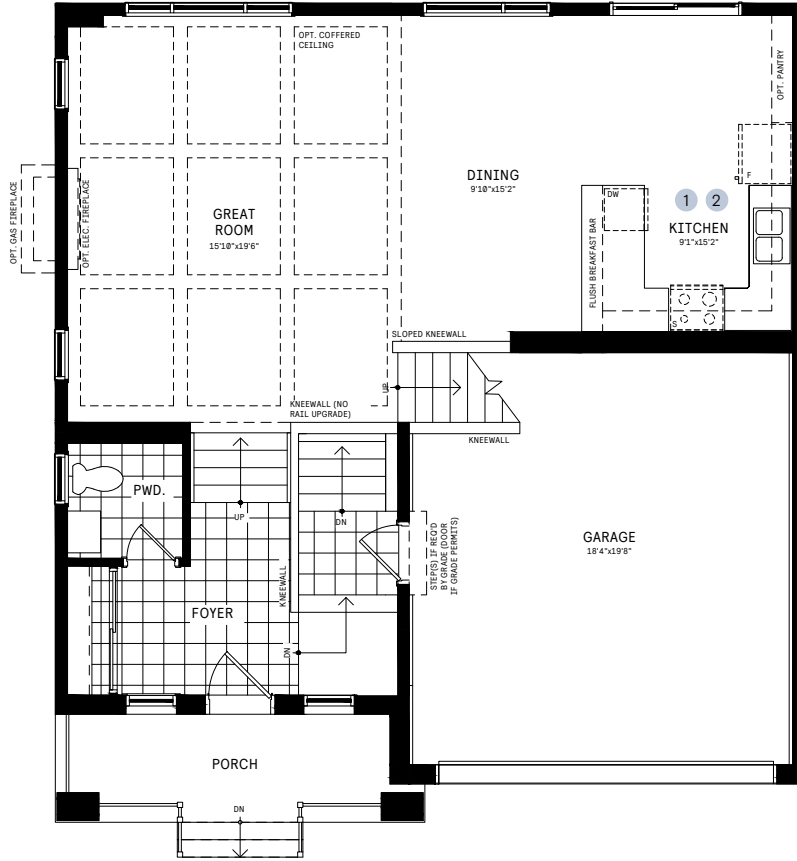 OPT. COFFERED
CEILING
OPT. PANTRY
OPT. GAS FIREPLACE
OPT. ELEC. FIREPLACE
GREAT
ROOM
15'10"x19'6"
DINING
9'10"x15'2"
F
DW
1 2
KITCHEN
9'1"x15'2"
FLUSH BREAKFAST BAR
S
SLOPED KNEEWALL
UP
KNEEWALL (NO
RAIL UPGRADE)
KNEEWALL
PWD.
UP
DN
STEP(S) IF REQ'D
BY GRADE (DOOR
IF GRADE PERMITS)
GARAGE
18'4"x19'8"
KNEEWALL
FOYER
DN
PORCH
DN